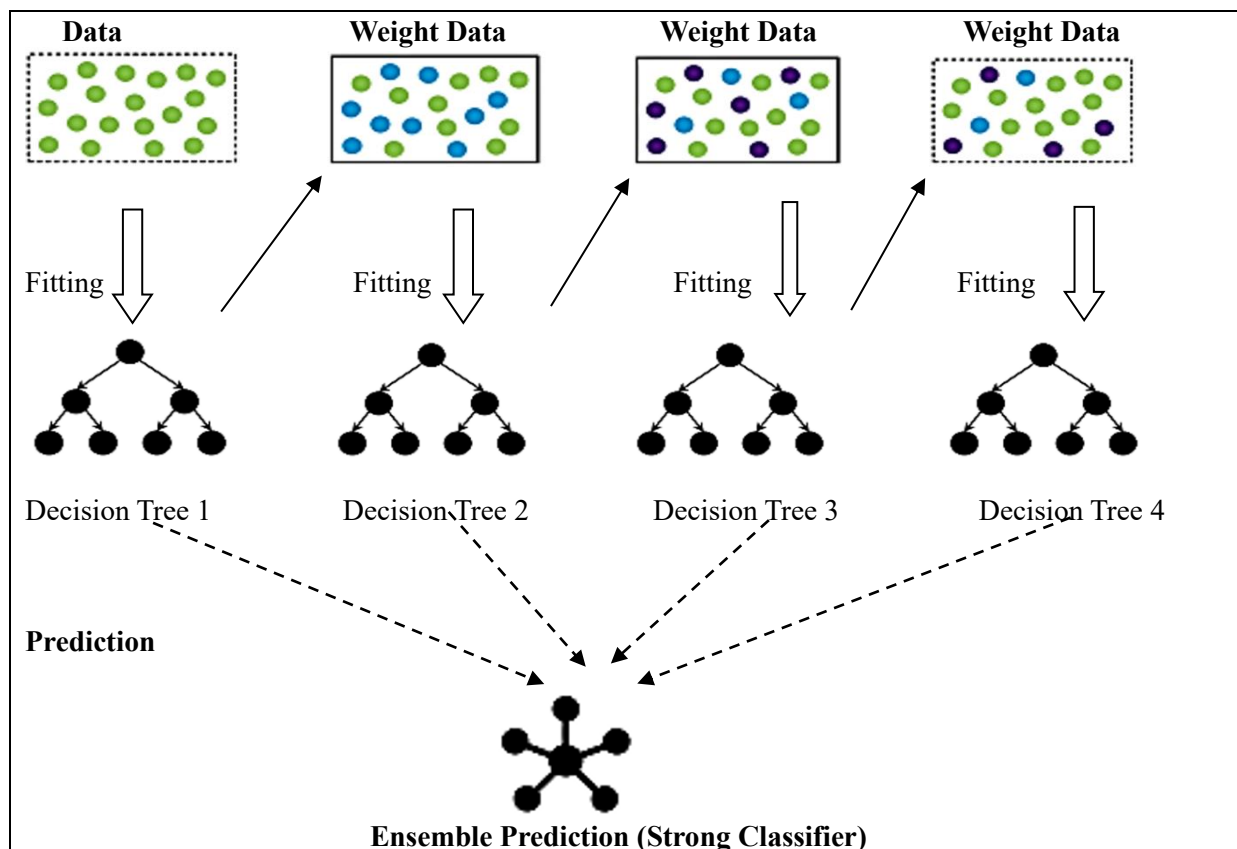 Data Weight Data Weight Data Weight Data
Fitting Fitting Fitting Fitting
Decision Tree 1 Decision Tree 2 Decision Tree 3 Decision Tree 4
Prediction
Ensemble Prediction (Strong Classifier)